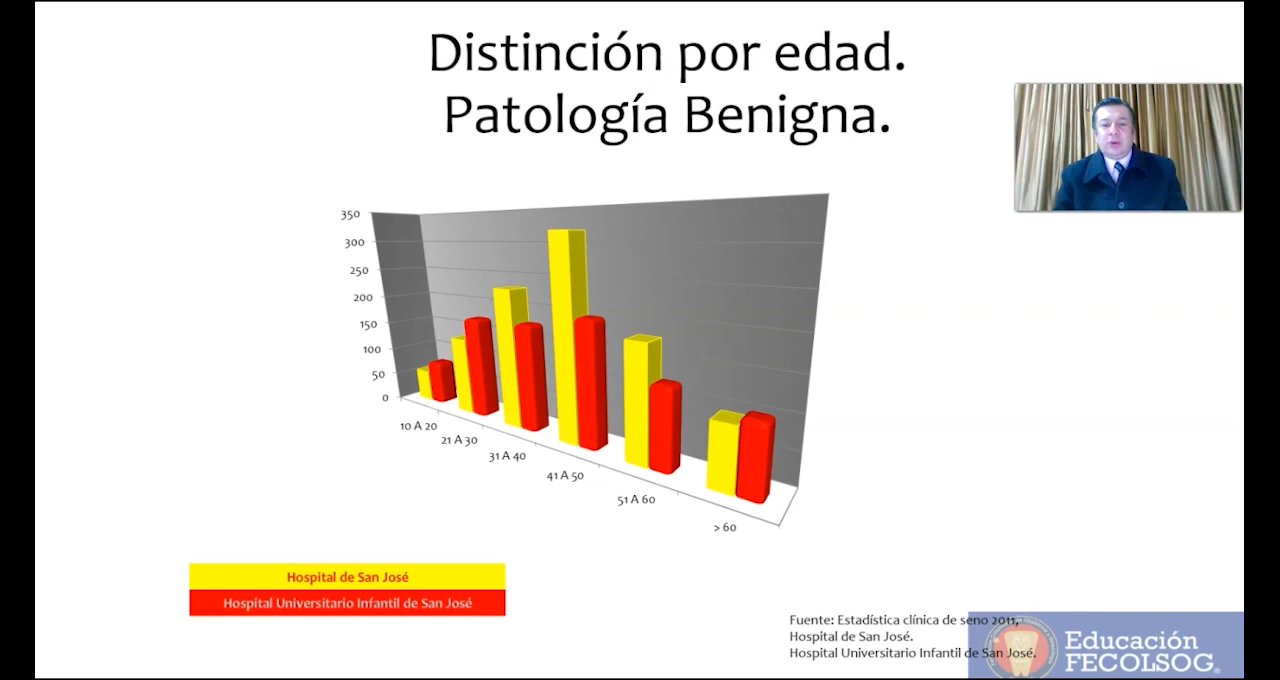 Distinción por edad.
Patología Benigna.
350
300
250
200
150
100
50
0
10 A 20
21 A 30
31 A 40
41 A 50
51 A 60
> 60
Hospital de San José
Hospital Universitario Infantil de San José
Fuente: Estadística clínica de seno 2011,
Hospital de San José.
Hospital Universitario Infantil de San José.
Educación
FECOLSOG®